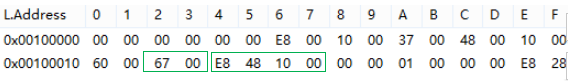 L.Address 0 1 2 3 4 5 6 7 8 9 A B C D E F
0x00100000 00 00 00 00 00 00 E8 00 10 00 37 00 48 00 10 00
0x00100010 60 00 67 00 E8 48 10 00 00 00 01 00 00 00 E8 28